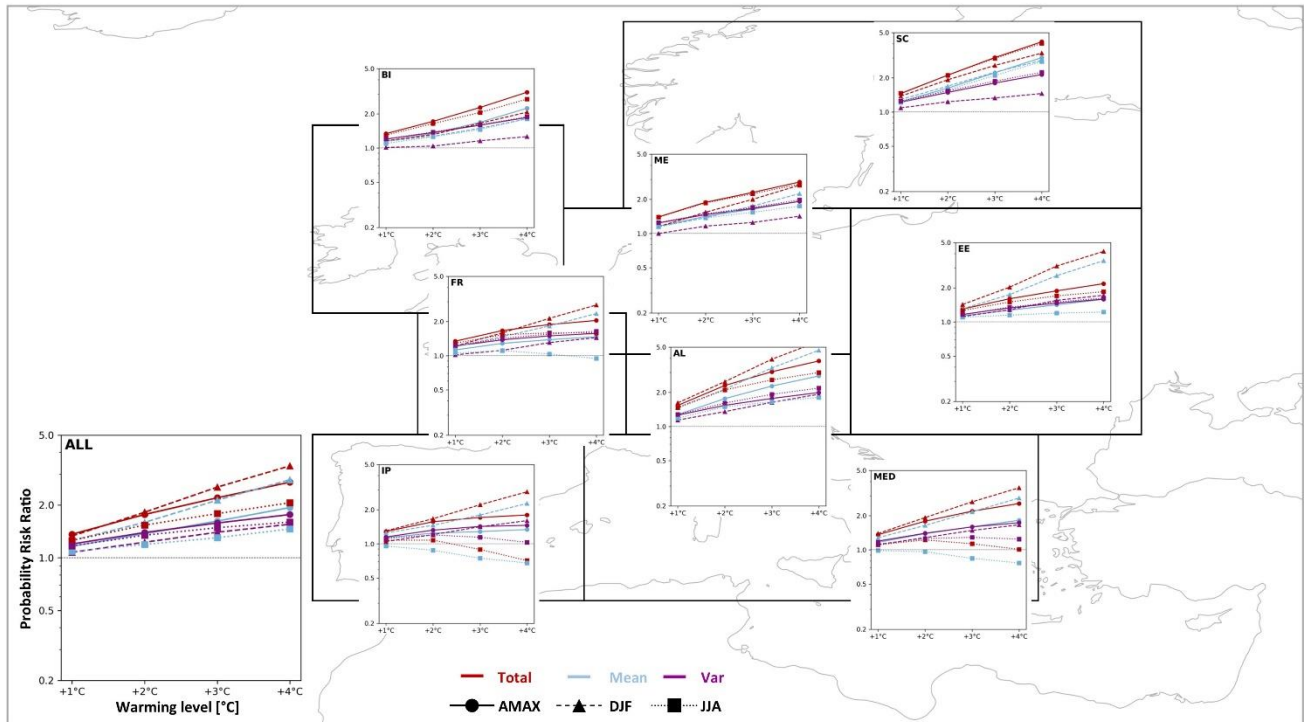 SC
5.0
2.0
1.0
0.5
0.2
+1°C +2°C +3°C +4°C
BI
5.0
2.0
1.0
0.5
0.2
+1°C +2°C +3°C +4°C
ME
5.0
2.0
1.0
0.5
0.2
+1°C +2°C +3°C +4°C
EE
5.0
2.0
1.0
0.5
0.2
+1°C +2°C +3°C +4°C
FR
5.0
2.0
1.0
0.5
0.2
+1°C +2°C +3°C +4°C
AL
5.0
2.0
1.0
0.5
0.2
+1°C +2°C +3°C +4°C
ALL
Probability Risk Ratio
5.0
2.0
1.0
0.5
0.2
+1°C +2°C +3°C +4°C
Warming level [°C]
IP
5.0
2.0
1.0
0.5
0.2
+1°C +2°C +3°C +4°C
MED
5.0
2.0
1.0
0.5
0.2
+1°C +2°C +3°C +4°C
Total Mean Var
AMAX DJF JJA